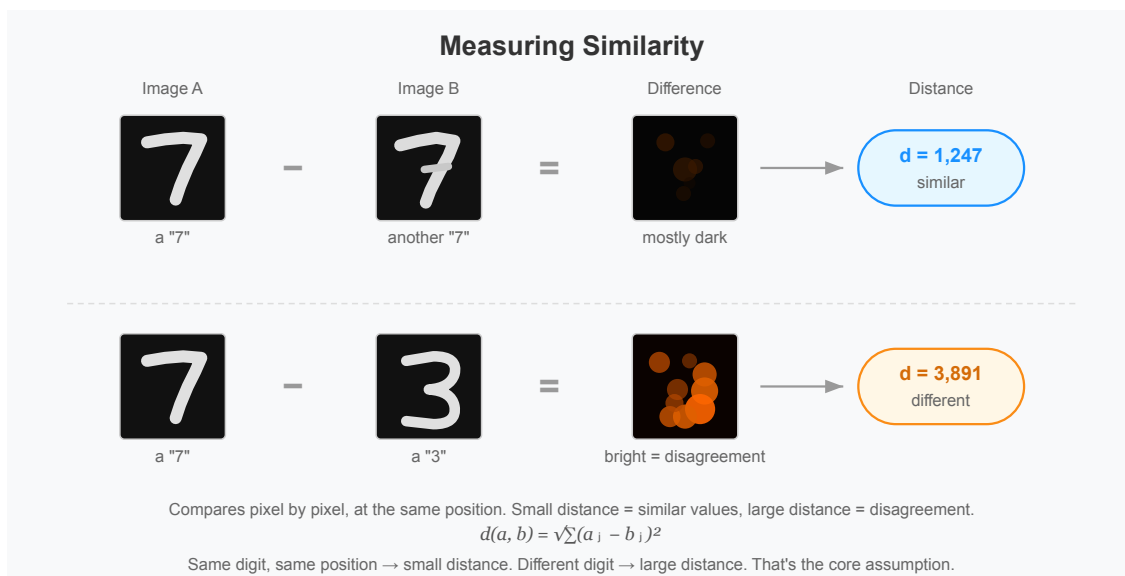 Measuring Similarity
Image A
Image B
Difference
Distance
− = d = 1,247
similar
a "7"
another "7"
mostly dark
− = d = 3,891
different
a "7"
a "3"
bright = disagreement
Compares pixel by pixel, at the same position. Small distance = similar values, large distance = disagreement.
d(a, b) = √∑(a ⱼ − b ⱼ)²
Same digit, same position → small distance. Different digit → large distance. That's the core assumption.